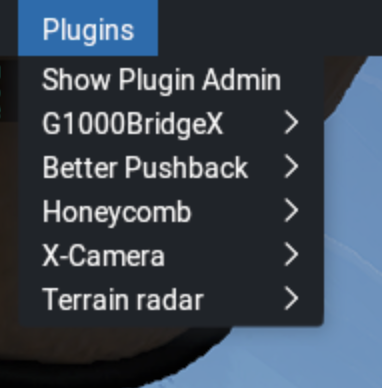 Plugins
Show Plugin Admin
G1000BridgeX
Better Pushback
Honeycomb
X-Camera
Terrain radar